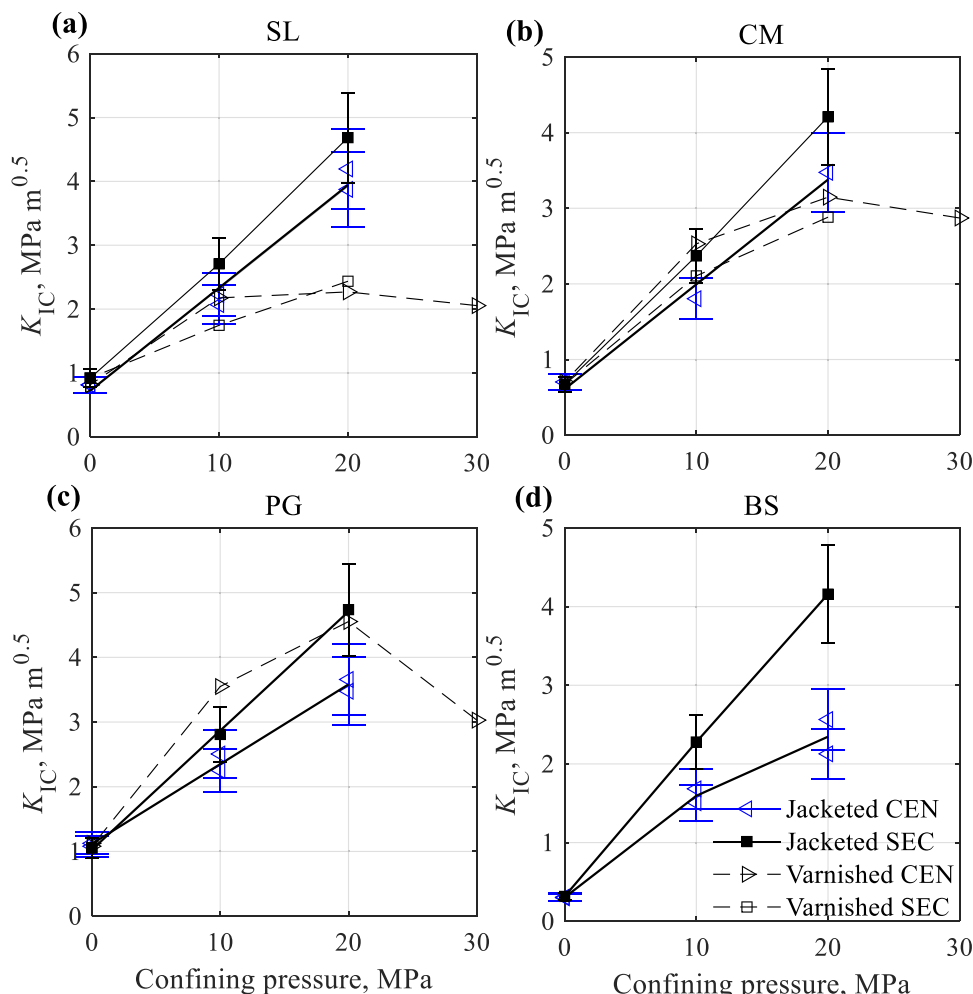 (a)
SL
6
5
4
3
2
1
0
K_IC, MPa m^0.5
0 10 20 30
(b)
CM
5
4
3
2
1
0
K_IC, MPa m^0.5
0 10 20 30
(c)
PG
6
5
4
3
2
1
0
K_IC, MPa m^0.5
0 10 20 30
Confining pressure, MPa
(d)
BS
5
4
3
2
1
0
K_IC, MPa m^0.5
Jacketed CEN
Jacketed SEC
Varnished CEN
Varnished SEC
0 10 20 30
Confining pressure, MPa